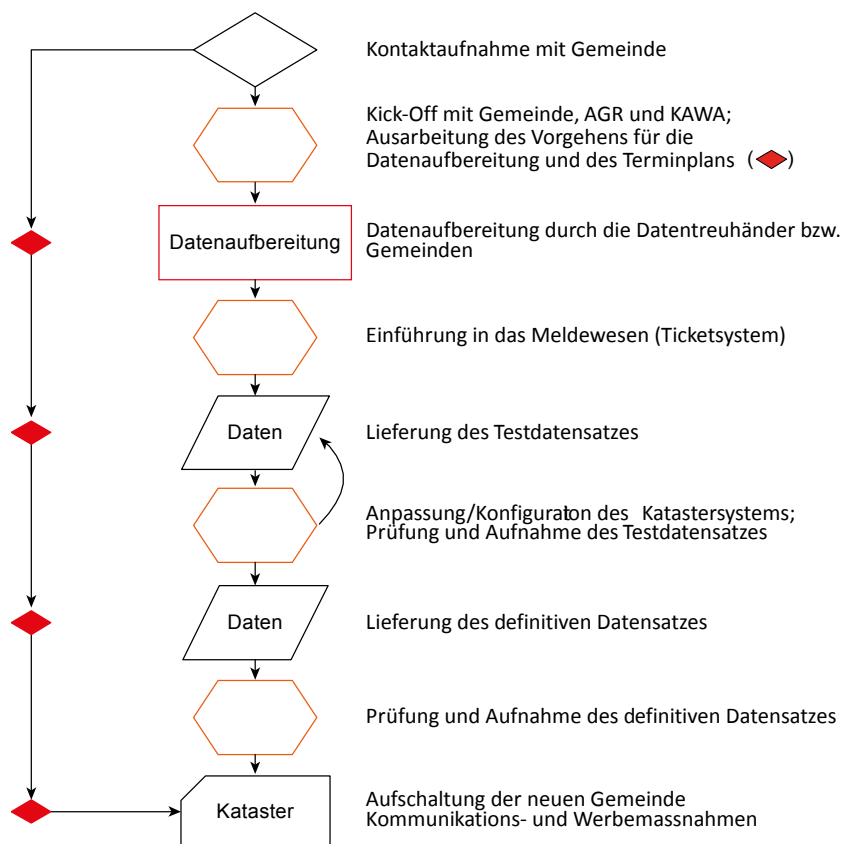 Kontaktaufnahme mit Gemeinde
Kick-Off mit Gemeinde, AGR und KAWA;
Ausarbeitung des Vorgehens für die
Datenaufbereitung und des Terminplans ( )
Datenaufbereitung
Datenaufbereitung durch die Datentreuhänder bzw.
Gemeinden
Einführung in das Meldewesen (Ticketsystem)
Daten
Lieferung des Testdatensatzes
Anpassung/Konfiguration des Katastersystems;
Prüfung und Aufnahme des Testdatensatzes
Daten
Lieferung des definitiven Datensatzes
Prüfung und Aufnahme des definitiven Datensatzes
Kataster
Aufschaltung der neuen Gemeinde
Kommunikations- und Werbemassnahmen